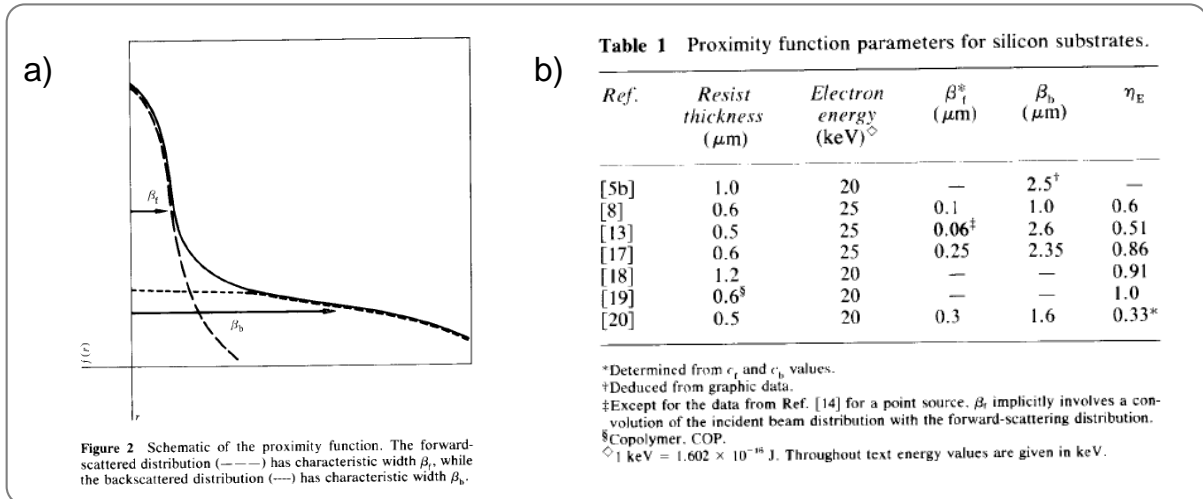 a)
β_f
β_b
f(r)
r
Figure 2 Schematic of the proximity function. The forward-
scattered distribution (— — —) has characteristic width β_f, while
the backscattered distribution (----) has characteristic width β_b.
b)
Table 1 Proximity function parameters for silicon substrates.
Ref. Resist Electron β*_f β_b η_E
thickness energy (μm) (μm)
(μm) (keV)◇
[5b] 1.0 20 — 2.5† —
[8] 0.6 25 0.1 1.0 0.6
[13] 0.5 25 0.06‡ 2.6 0.51
[17] 0.6 25 0.25 2.35 0.86
[18] 1.2 20 — — 0.91
[19] 0.6§ 20 — — 1.0
[20] 0.5 20 0.3 1.6 0.33*
*Determined from c_f and c_b values.
†Deduced from graphic data.
‡Except for the data from Ref. [14] for a point source. β_f implicitly involves a con-
volution of the incident beam distribution with the forward-scattering distribution.
§Copolymer. COP.
◇1 keV = 1.602 × 10⁻¹⁶ J. Throughout text energy values are given in keV.